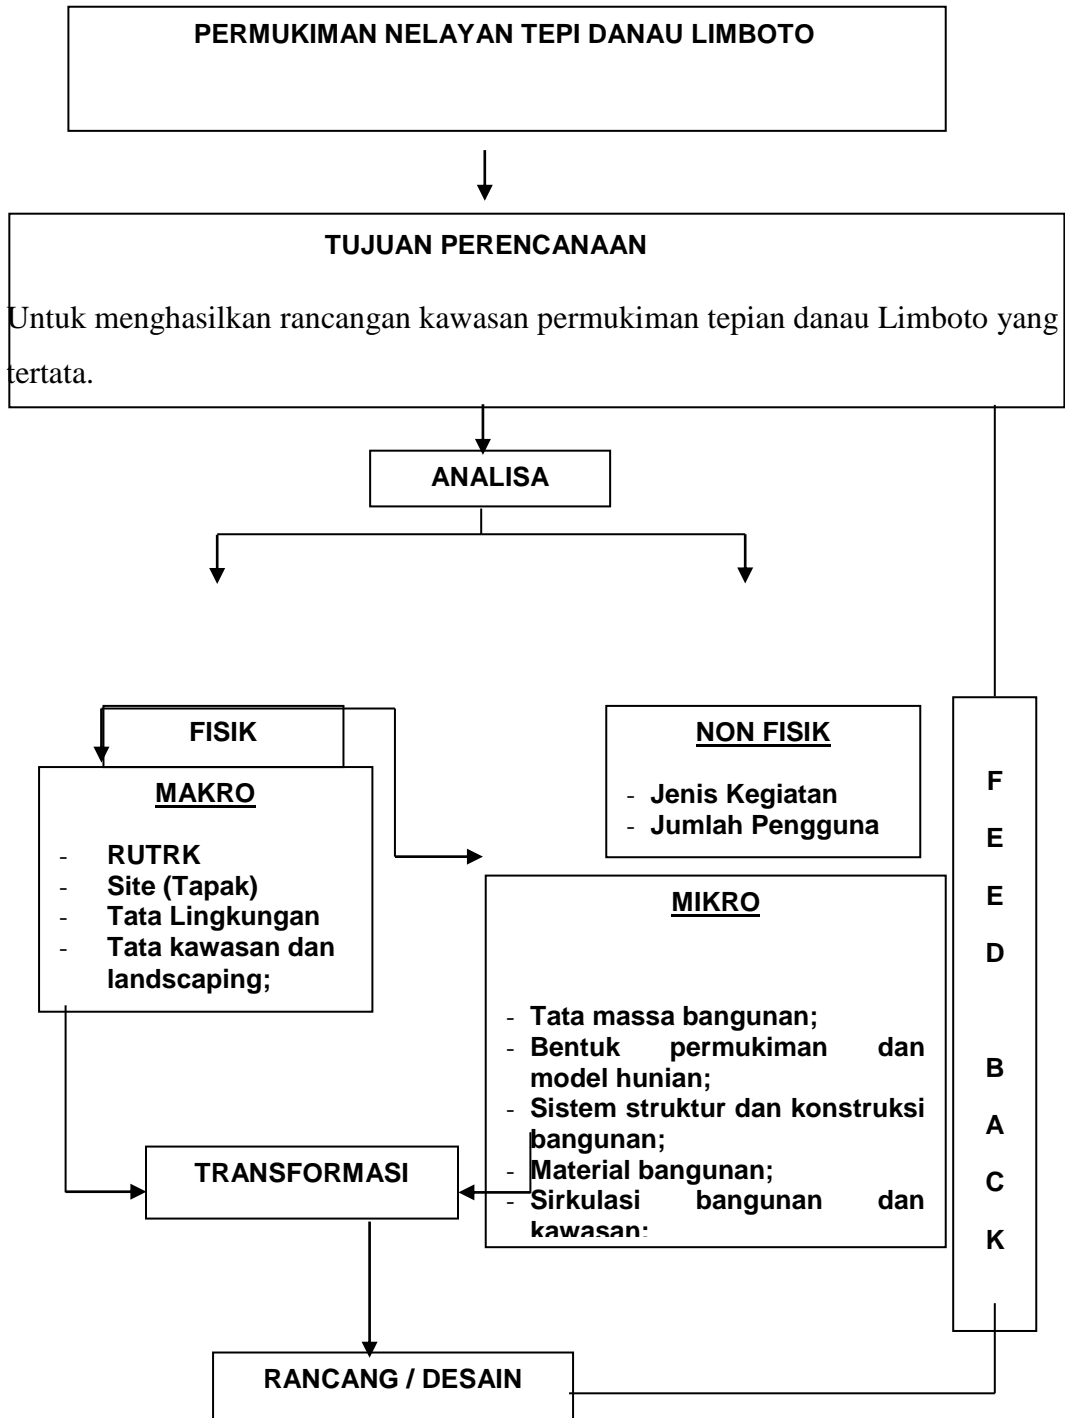 PERMUKIMAN NELAYAN TEPI DANAU LIMBOTO
TUJUAN PERENCANAAN
Untuk menghasilkan rancangan kawasan permukiman tepian danau Limboto yang
tertata.
ANALISA
FISIK
MAKRO
- RUTRK
- Site (Tapak)
- Tata Lingkungan
- Tata kawasan dan
landscaping;
NON FISIK
- Jenis Kegiatan
- Jumlah Pengguna
MIKRO
- Tata massa bangunan;
- Bentuk permukiman dan
model hunian;
- Sistem struktur dan konstruksi
bangunan;
- Material bangunan;
- Sirkulasi bangunan dan
kawasan;
F
E
E
D
B
A
C
K
TRANSFORMASI
RANCANG / DESAIN